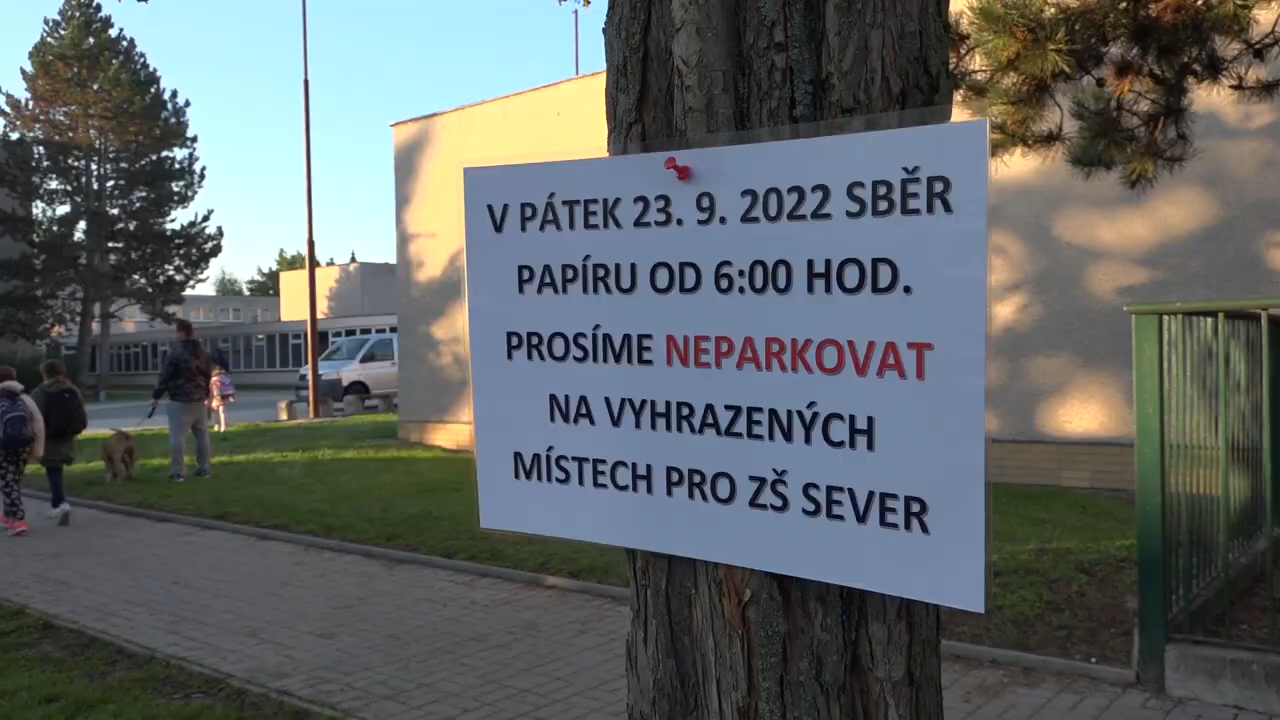 V PÁTEK 23. 9. 2022 SBĚR
PAPÍRU OD 6:00 HOD.
PROSÍME NEPARKOVAT
NA VYHRAZENÝCH
MÍSTECH PRO ZŠ SEVER